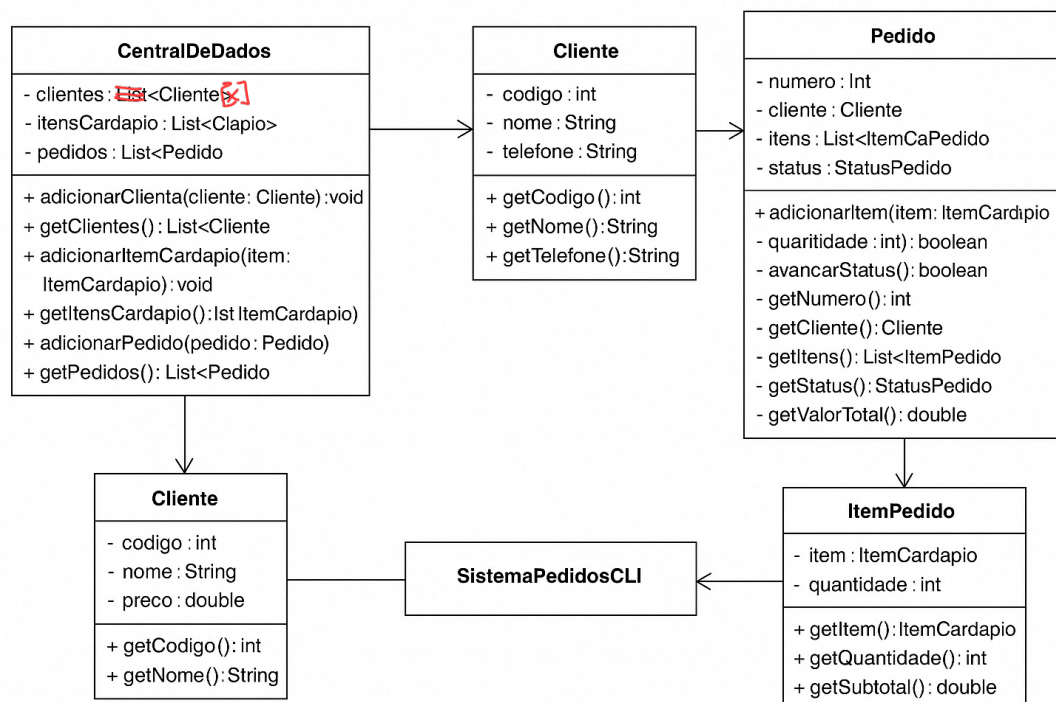 CentralDeDados
- clientes : List<Cliente>[x]
- itensCardapio : List<Clapio>
- pedidos : List<Pedido
+ adicionarClienta(cliente: Cliente) : void
+ getClientes() : List<Cliente
+ adicionarItemCardapio(item:
ItemCardapio) : void
+ getItensCardapio() : Ist ItemCardapio)
+ adicionarPedido(pedido : Pedido)
+ getPedidos() : List<Pedido
Cliente
- codigo : int
- nome : String
- telefone : String
+ getCodigo() : int
+ getNome() : String
+ getTelefone() : String
Pedido
- numero : Int
- cliente : Cliente
- itens : List<ItemCaPedido
- status : StatusPedido
+ adicionarItem(item: ItemCardıpio
- quaritidade : int) : boolean
- avancarStatus() : boolean
- getNumero() : int
- getCliente() : Cliente
- getItens() : List<ItemPedido
- getStatus() : StatusPedido
- getValorTotal() : double
Cliente
- codigo : int
- nome : String
- preco : double
+ getCodigo() : int
+ getNome() : String
SistemaPedidosCLI
ItemPedido
- item : ItemCardapio
- quantidade : int
+ getItem() : ItemCardapio
+ getQuantidade() : int
+ getSubtotal() : double